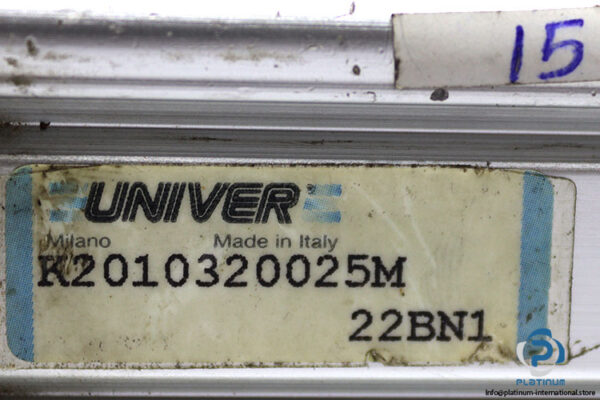 15
UNIVER
Milano Made in Italy
K2010320025M
22BN1
PLATINUM
info@platinum-international.store